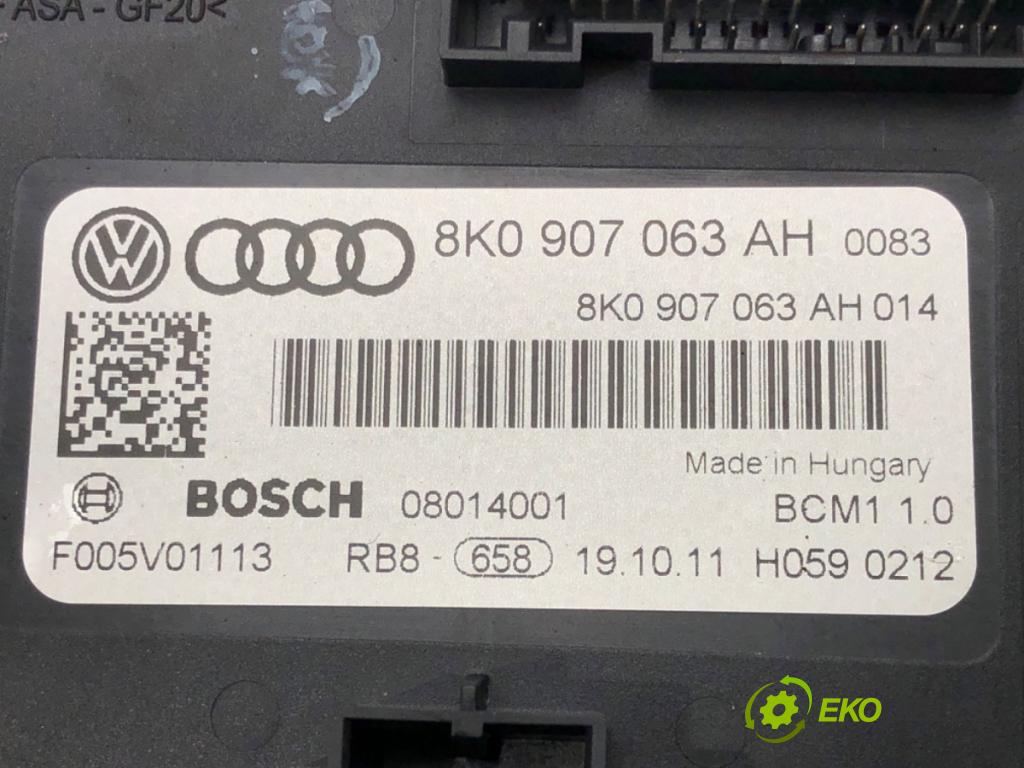 ASA - GF20<
8K0 907 063 AH 0083
8K0 907 063 AH 014
Made in Hungary
BOSCH 08014001 BCM1 1.0
F005V01113 RB8 - 658 19.10.11 H059 0212
EKO